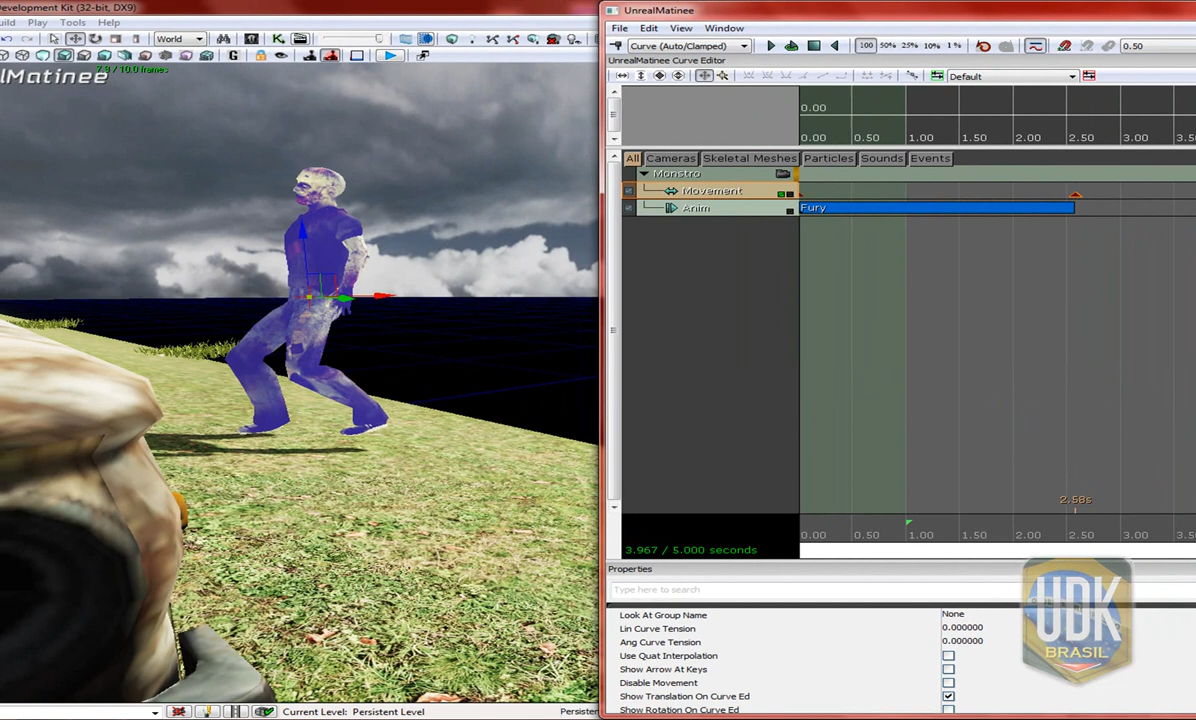 Development Kit (32-bit, DX9)
uild Play Tools Help
World
G
K
lMatinee
UnrealMatinee
File Edit View Window
Curve (Auto/Clamped)
100 50% 25% 10% 1 %
0.50
UnrealMatinee Curve Editor
Default
0.00
0.00 0.50 1.00 1.50 2.00 2.50 3.00 3.5
All Cameras Skeletal Meshes Particles Sounds Events
Monstro
Movement
Anim
Fury
2.58s
0.00 0.50 1.00 1.50 2.00 2.50 3.00 3.5
3.967 / 5.000 seconds
Properties
Type here to search
Look At Group Name None
Lin Curve Tension 0.000000
Ang Curve Tension 0.000000
Use Quat Interpolation
Show Arrow At Keys
Disable Movement
Show Translation On Curve Ed
Show Rotation On Curve Ed
UDK
BRASIL
Current Level: Persistent Level
Persiste